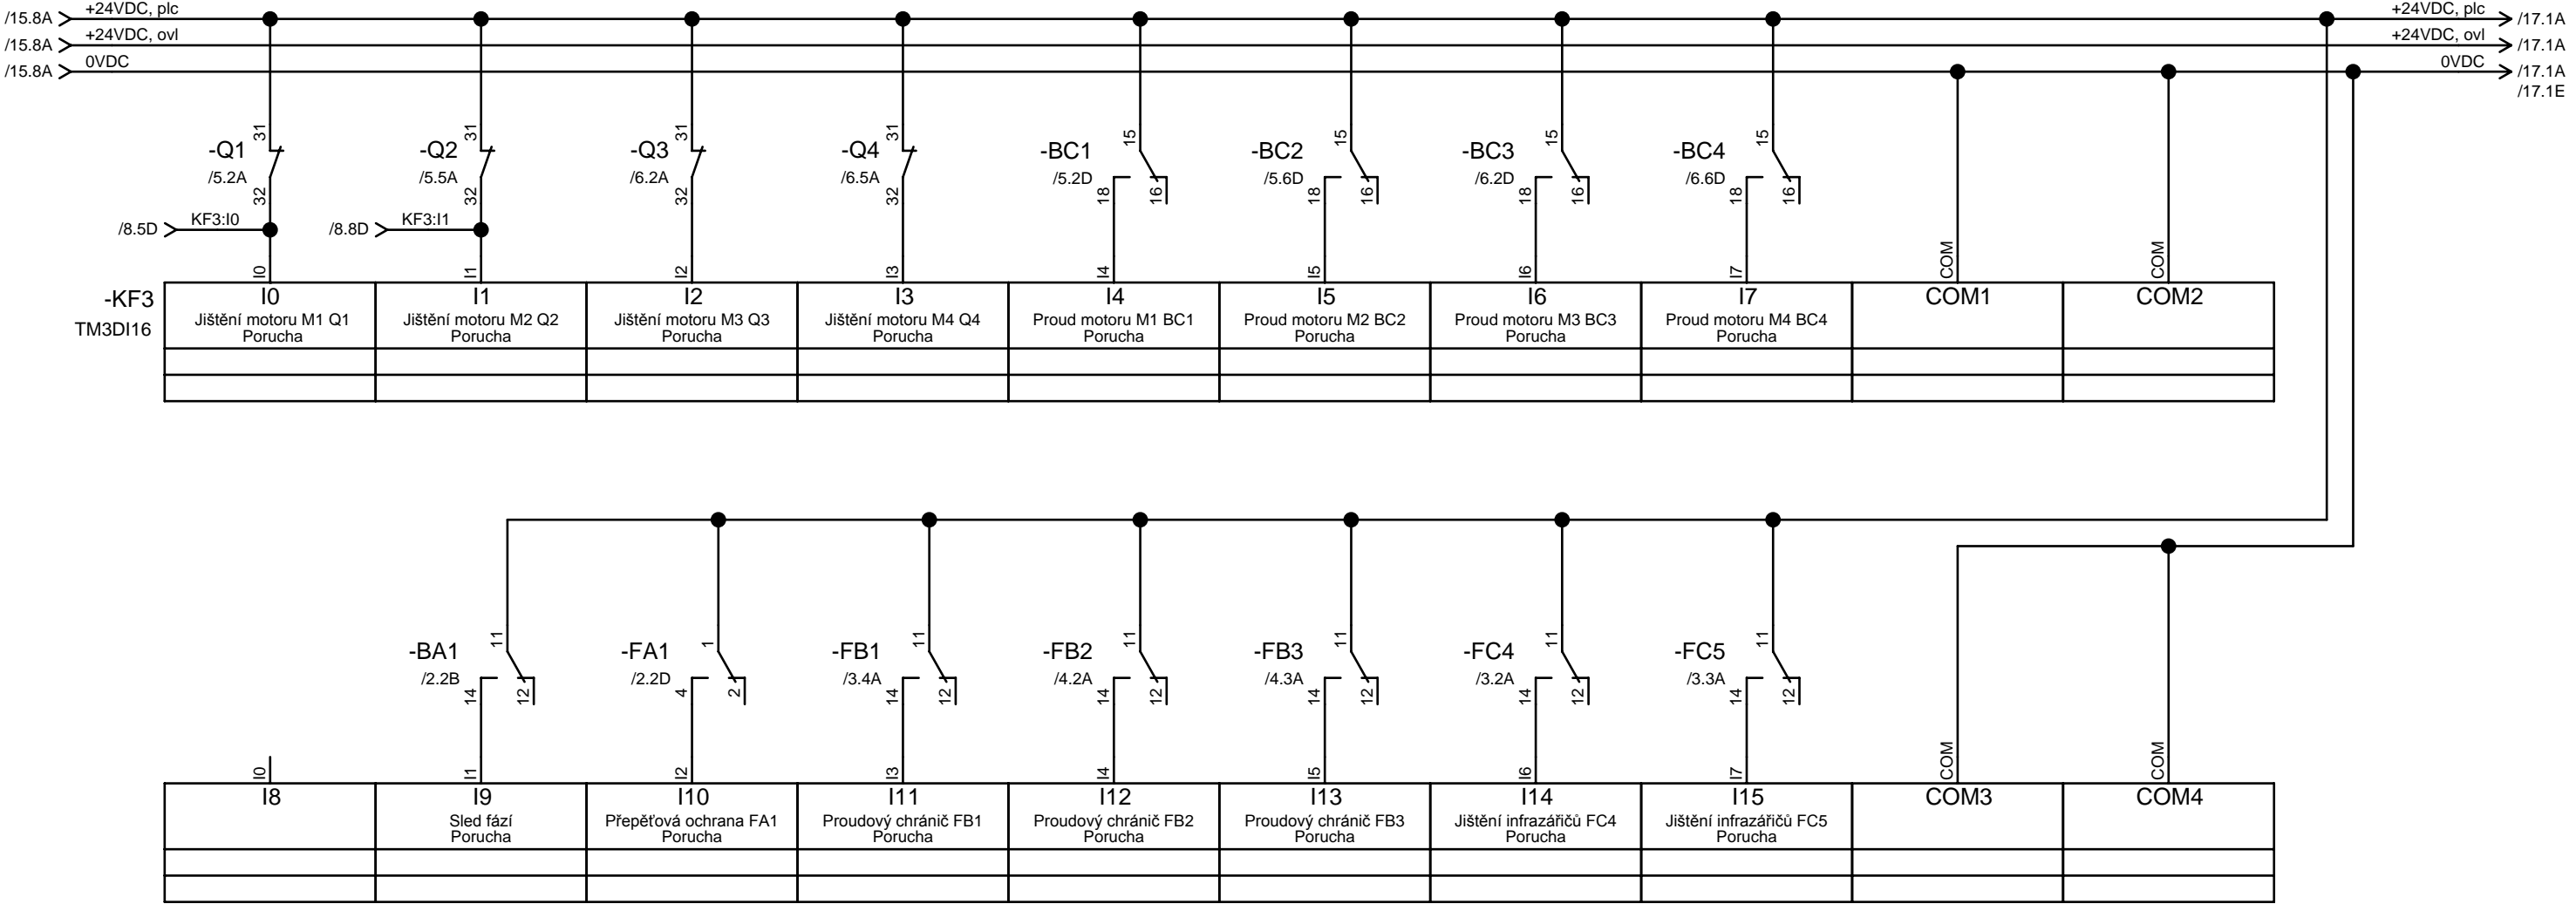 /15.8A +24VDC, plc +24VDC, plc /17.1A
/15.8A +24VDC, ovl +24VDC, ovl /17.1A
/15.8A 0VDC 0VDC /17.1A
/17.1E
31 31 31 31 15 15 15 15
-Q1 -Q2 -Q3 -Q4 -BC1 -BC2 -BC3 -BC4
/5.2A /5.5A /6.2A /6.5A /5.2D /5.6D /6.2D /6.6D
32 32 32 32 18 16 18 16 18 16 18 16
/8.5D KF3:I0 /8.8D KF3:I1
I0 I1 I2 I3 I4 I5 I6 I7 COM COM
-KF3 I0 I1 I2 I3 I4 I5 I6 I7 COM1 COM2
TM3DI16 Jištění motoru M1 Q1 Jištění motoru M2 Q2 Jištění motoru M3 Q3 Jištění motoru M4 Q4 Proud motoru M1 BC1 Proud motoru M2 BC2 Proud motoru M3 BC3 Proud motoru M4 BC4
Porucha Porucha Porucha Porucha Porucha Porucha Porucha Porucha
11 1 11 11 11 11 11
-BA1 -FA1 -FB1 -FB2 -FB3 -FC4 -FC5
/2.2B /2.2D /3.4A /4.2A /4.3A /3.2A /3.3A
14 12 4 2 14 12 14 12 14 12 14 12 14 12
I0 I1 I2 I3 I4 I5 I6 I7 COM COM
I8 I9 I10 I11 I12 I13 I14 I15 COM3 COM4
Sled fází Přepěťová ochrana FA1 Proudový chránič FB1 Proudový chránič FB2 Proudový chránič FB3 Jištění infrazářičů FC4 Jištění infrazářičů FC5
Porucha Porucha Porucha Porucha Porucha Porucha Porucha